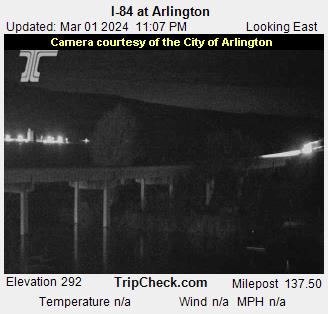 I-84 at Arlington
Updated: Mar 01 2024 11:07 PM Looking East
Camera courtesy of the City of Arlington
Elevation 292 TripCheck.com Milepost 137.50
Temperature n/a Wind n/a MPH n/a